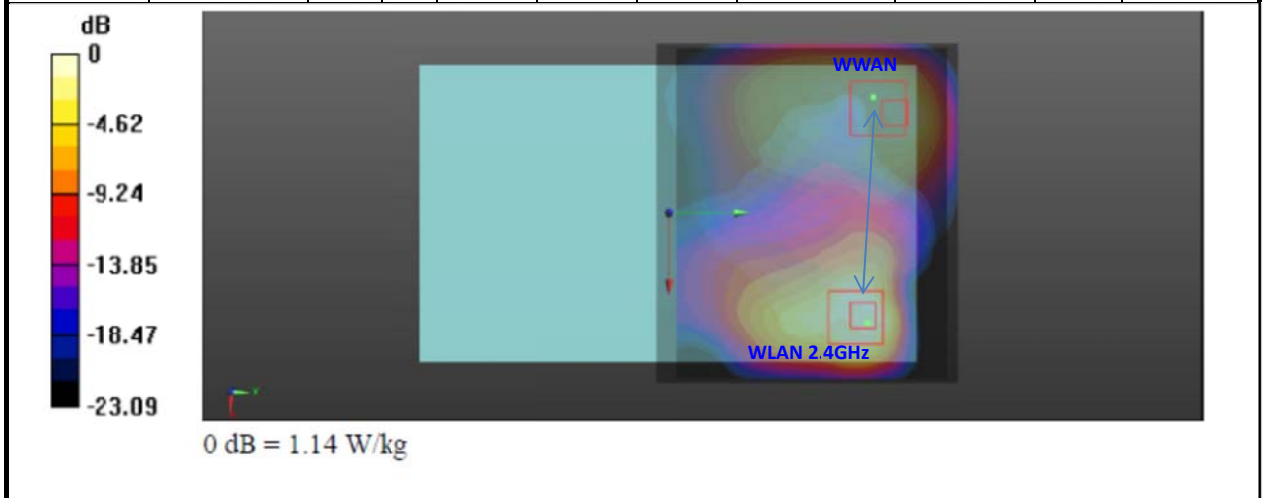 dB
0
-4.62
-9.24
-13.85
-18.47
-23.09
WWAN
WLAN 2.4GHz
0 dB = 1.14 W/kg